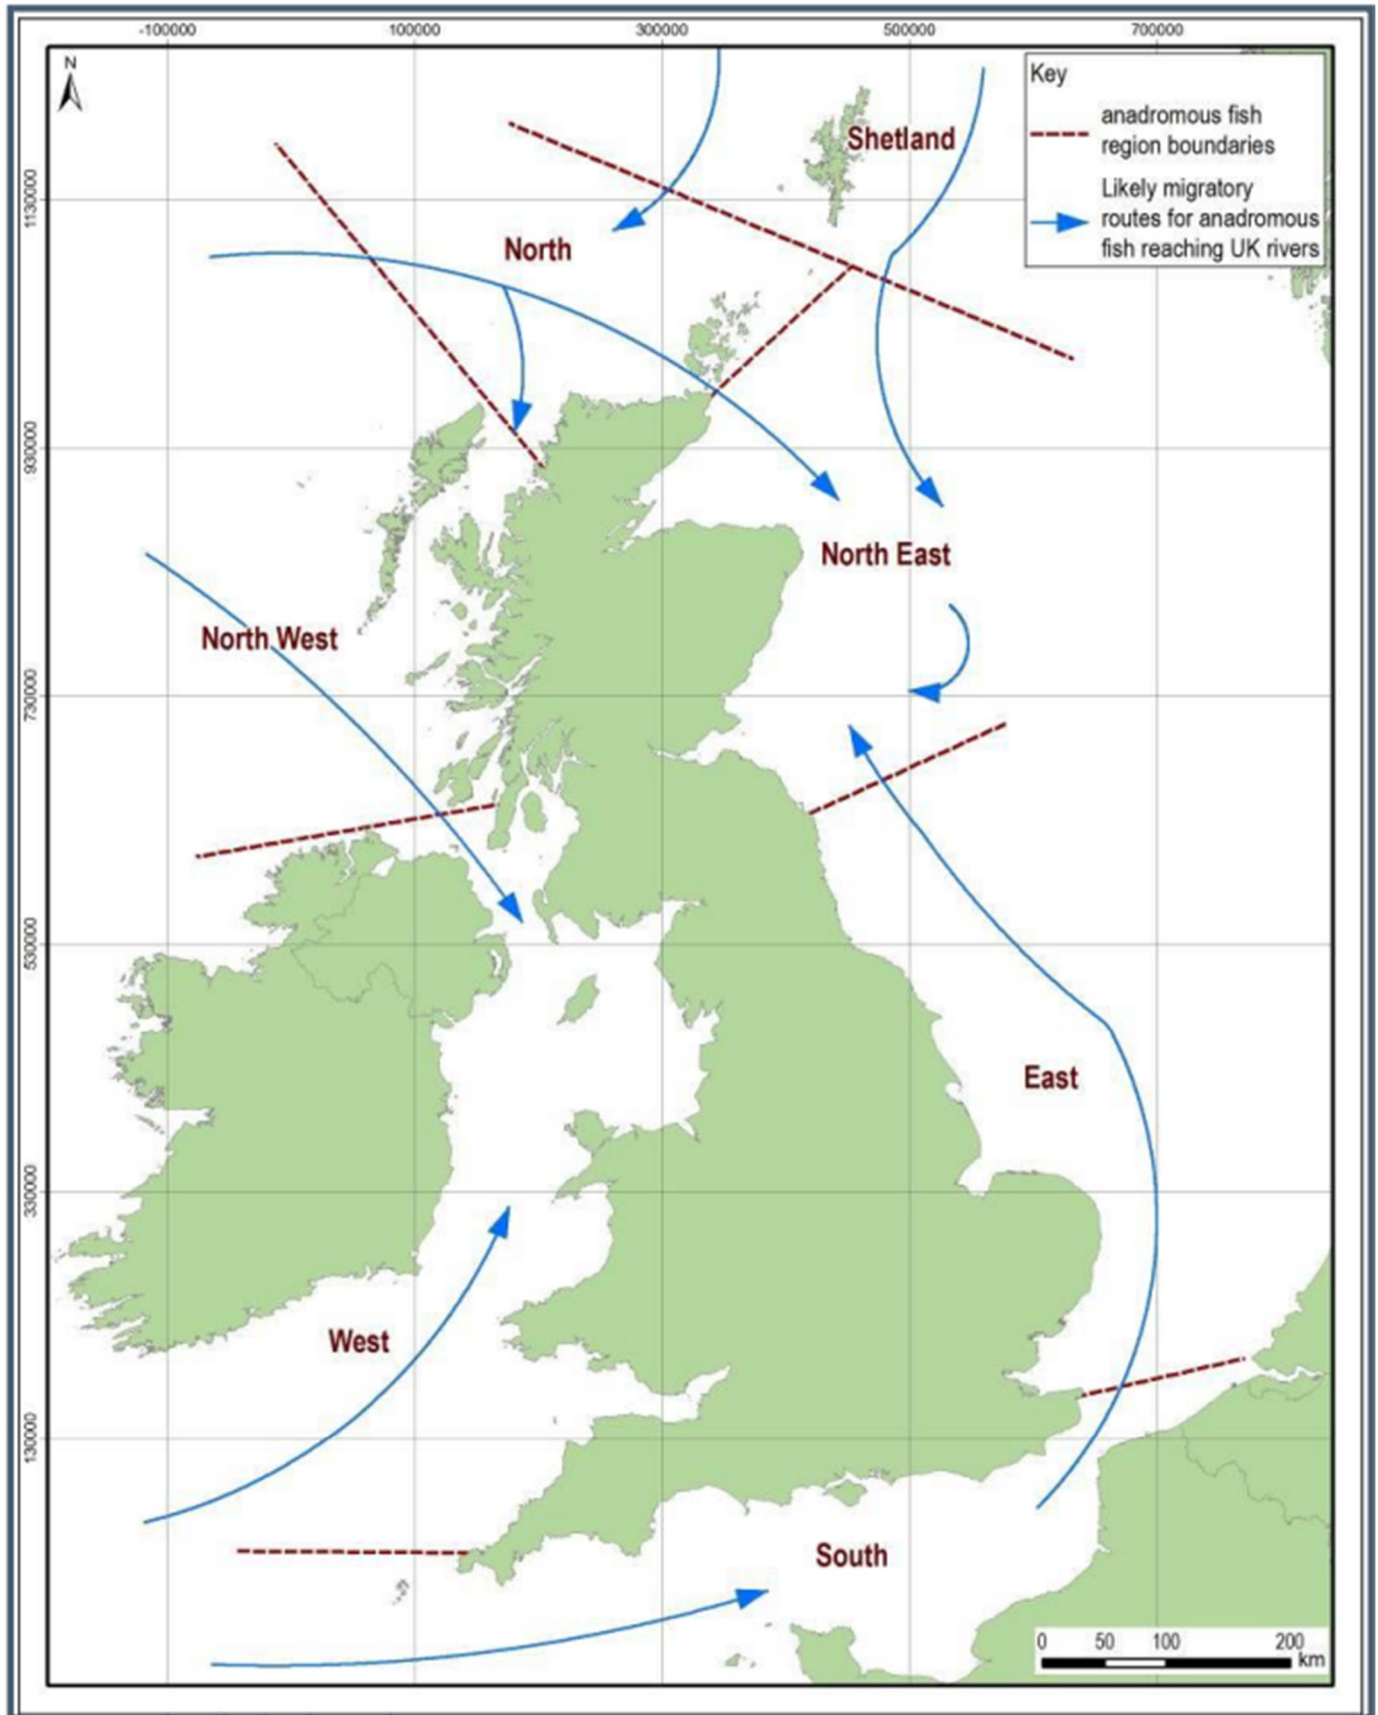 -100000
100000
300000
500000
700000
N
Key
anadromous fish
region boundaries
Likely migratory
routes for anadromous
fish reaching UK rivers
Shetland
1130000
North
930000
North East
North West
730000
530000
East
330000
West
130000
South
0 50 100 200
km